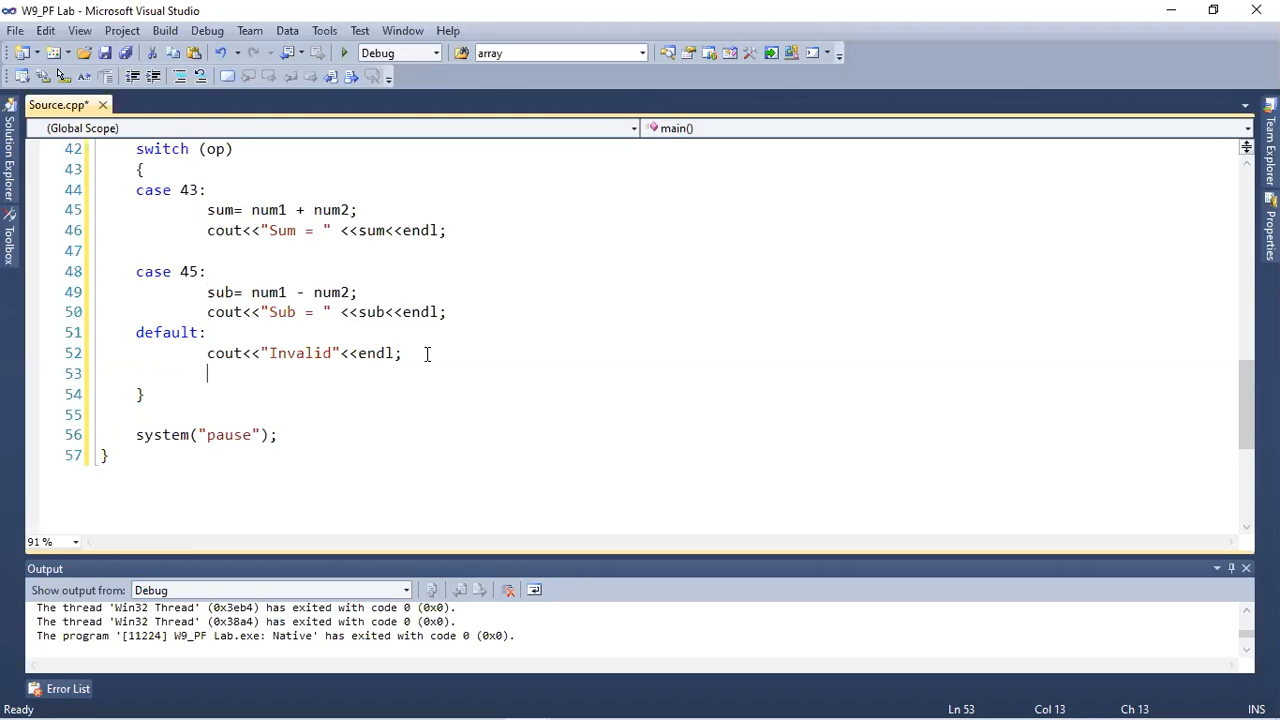 W9_PF Lab - Microsoft Visual Studio
File Edit View Project Build Debug Team Data Tools Test Window Help
Debug array
Source.cpp*
(Global Scope) main()
42 switch (op)
43 {
44 case 43:
45 sum= num1 + num2;
46 cout<<"Sum = " <<sum<<endl;
47
48 case 45:
49 sub= num1 - num2;
50 cout<<"Sub = " <<sub<<endl;
51 default:
52 cout<<"Invalid"<<endl;
53
54 }
55
56 system("pause");
57 }
91 %
Solution Explorer
Toolbox
Team Explorer
Properties
Output
Show output from: Debug
The thread 'Win32 Thread' (0x3eb4) has exited with code 0 (0x0).
The thread 'Win32 Thread' (0x38a4) has exited with code 0 (0x0).
The program '[11224] W9_PF Lab.exe: Native' has exited with code 0 (0x0).
Error List
Ready Ln 53 Col 13 Ch 13 INS